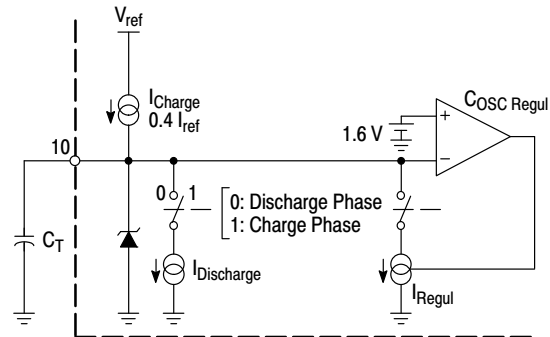 Vref
ICharge
0.4 Iref
COSC Regul
1.6 V
+
−
10
0 1
0: Discharge Phase
1: Charge Phase
CT
IDischarge
IRegul